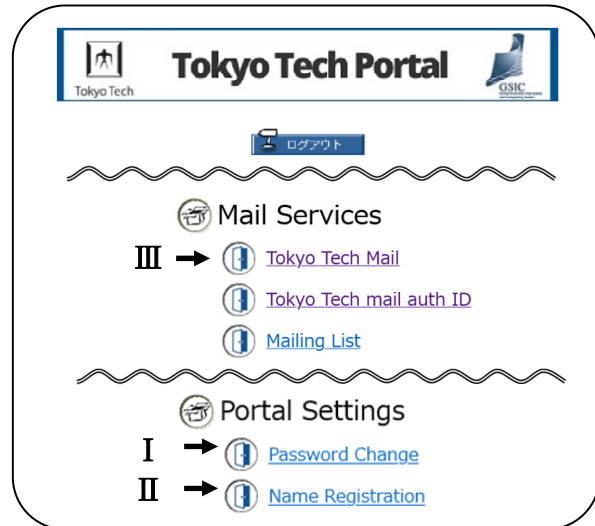 Tokyo Tech
Tokyo Tech Portal
GSIC
ログアウト
Mail Services
Ⅲ Tokyo Tech Mail
Tokyo Tech mail auth ID
Mailing List
Portal Settings
Ⅰ Password Change
Ⅱ Name Registration